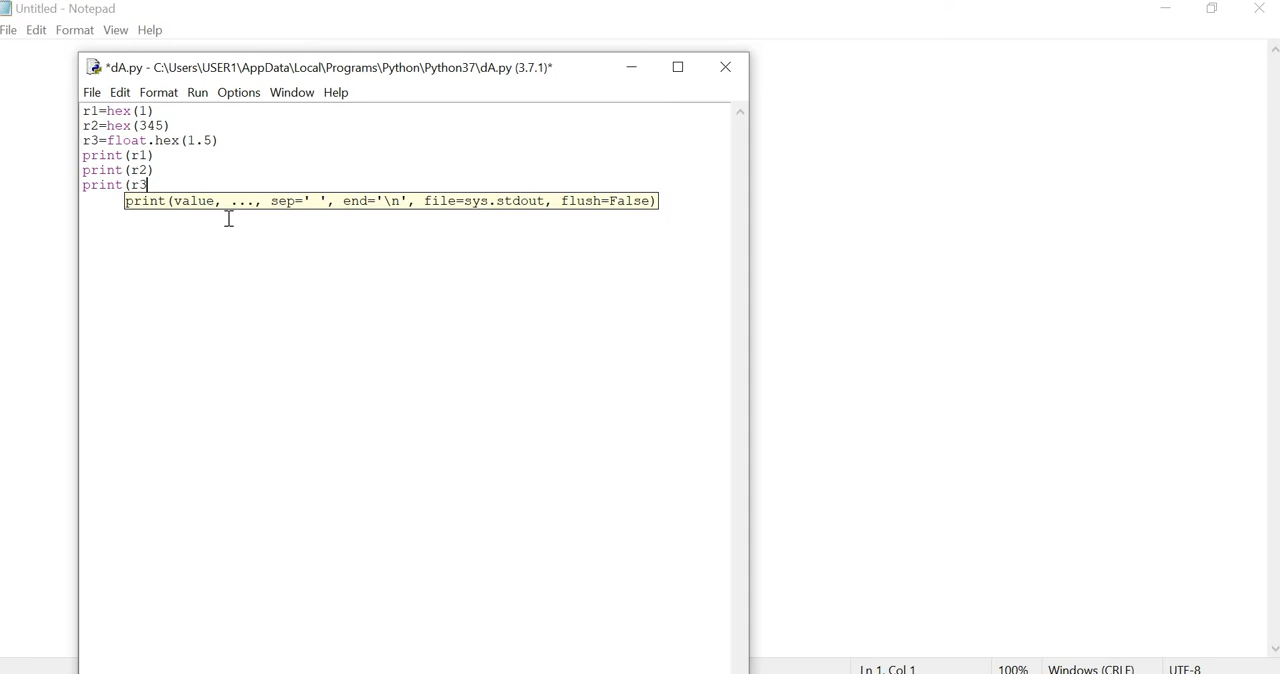 Untitled - Notepad
File Edit Format View Help
*dA.py - C:\Users\USER1\AppData\Local\Programs\Python\Python37\dA.py (3.7.1)*
File Edit Format Run Options Window Help
r1=hex(1)
r2=hex(345)
r3=float.hex(1.5)
print(r1)
print(r2)
print(r3
print(value, ..., sep=' ', end='\n', file=sys.stdout, flush=False)
Ln 1, Col 1 100% Windows (CRLF) UTF-8